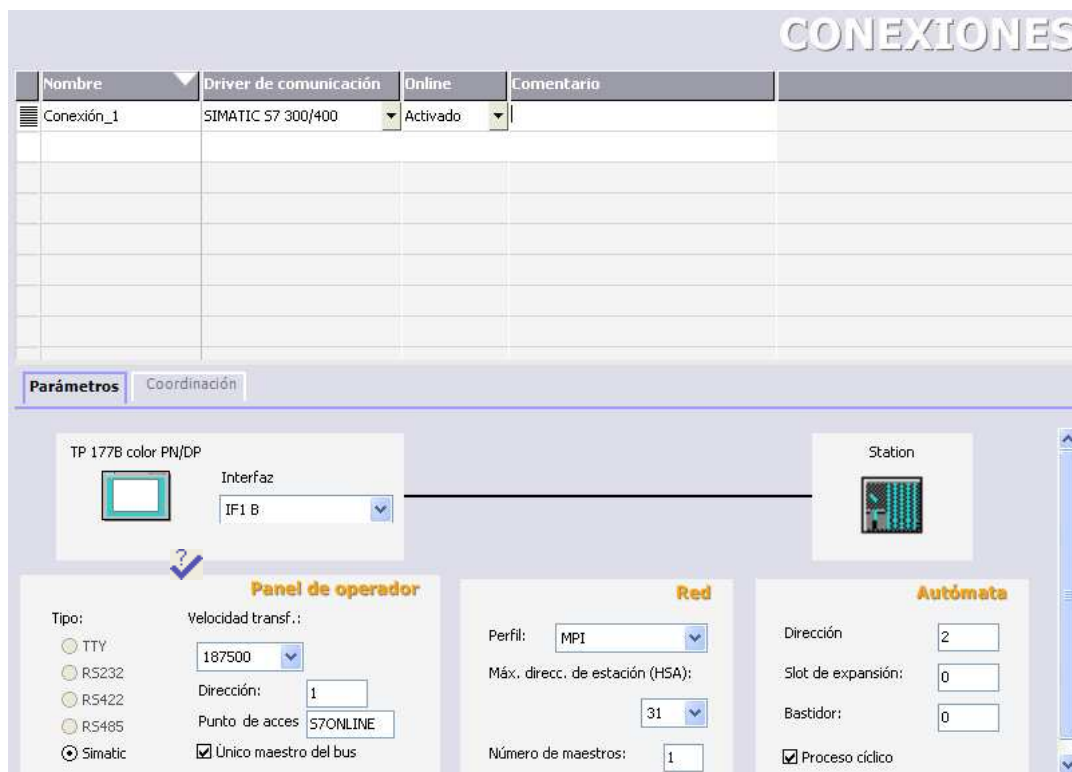 CONEXIONES
Nombre Driver de comunicación Online Comentario
Conexión_1 SIMATIC S7 300/400 Activado
Parámetros Coordinación
TP 177B color PN/DP
Interfaz
IF1 B
Station
Panel de operador
Tipo:
TTY
RS232
RS422
RS485
Simatic
Velocidad transf.:
187500
Dirección: 1
Punto de acces S7ONLINE
Único maestro del bus
Red
Perfil: MPI
Máx. direcc. de estación (HSA):
31
Número de maestros: 1
Autómata
Dirección 2
Slot de expansión: 0
Bastidor: 0
Proceso cíclico